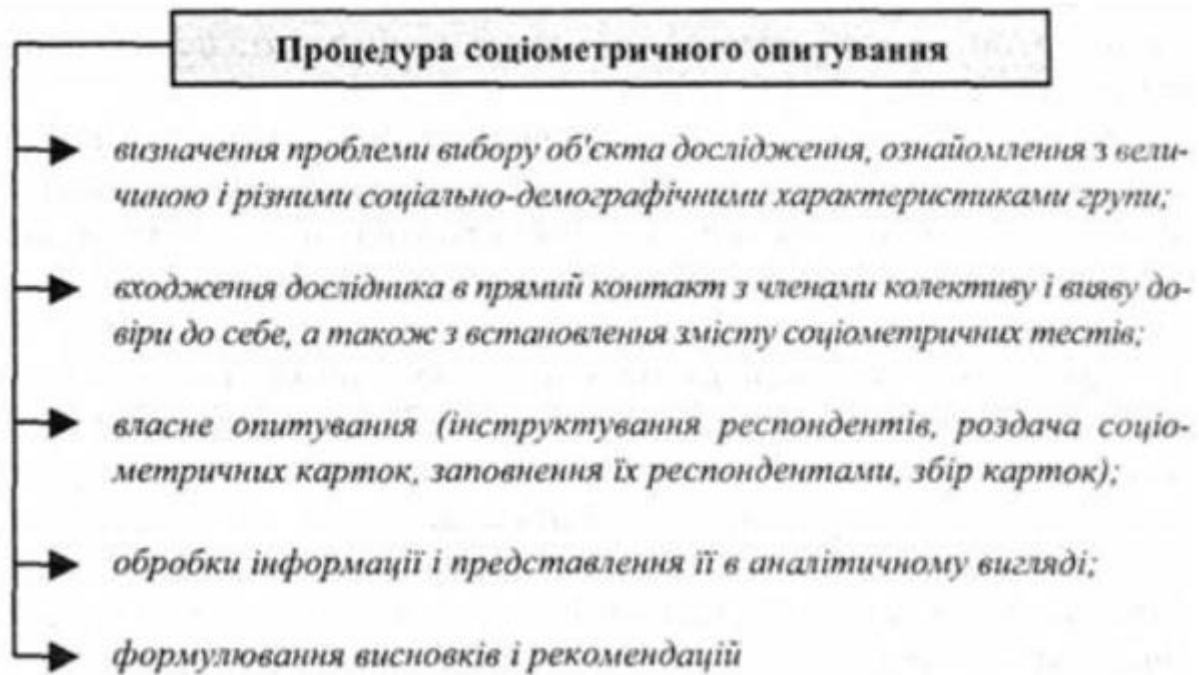 Процедура соціометричного опитування
визначення проблеми вибору об'єкта дослідження, ознайомлення з вели-
чиною і різними соціально-демографічними характеристиками групи;
входження дослідника в прямий контакт з членами колективу і вияву до-
віри до себе, а також з встановлення змісту соціометричних тестів;
власне опитування (інструктування респондентів, роздача соціо-
метричних карток, заповнення їх респондентами, збір карток);
обробки інформації і представлення її в аналітичному вигляді;
формулювання висновків і рекомендацій